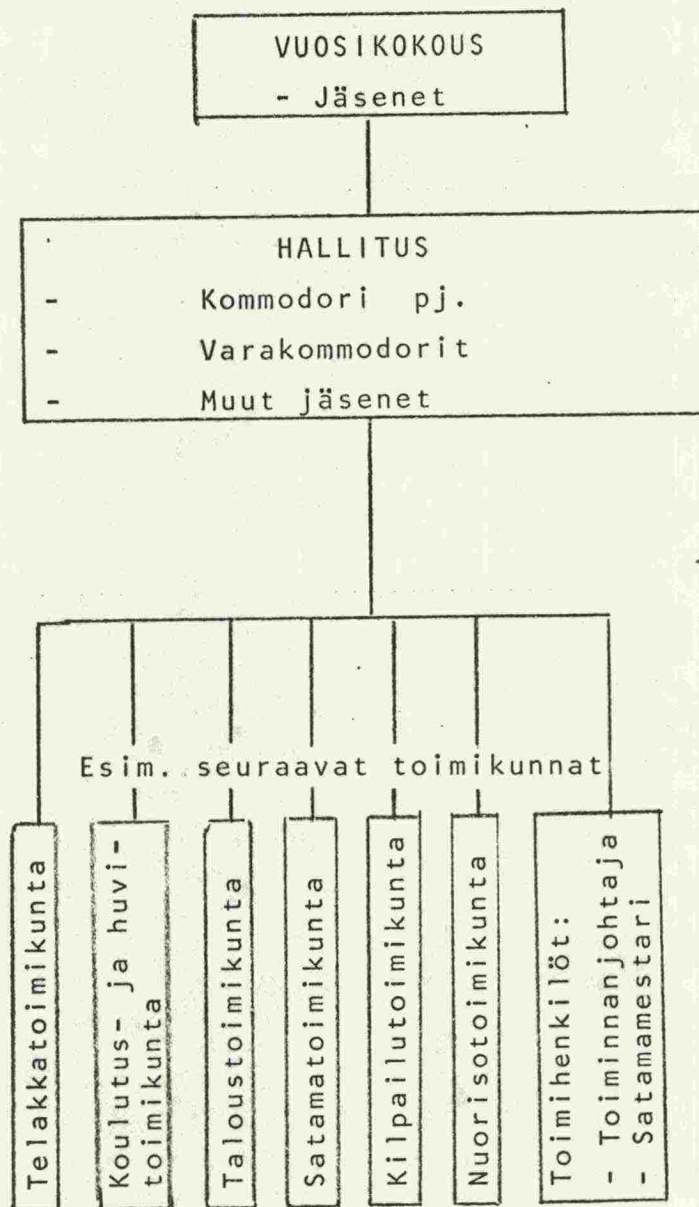 VUOSIKOKOUS
- Jäsenet
HALLITUS
- Kommodori pj.
- Varakommodorit
- Muut jäsenet
Esim. seuraavat toimikunnat
Telakkatoimikunta
Koulutus- ja huvi-
toimikunta
Taloustoimikunta
Satamatoimikunta
Kilpailutoimikunta
Nuorisotoimikunta
Toimihenkilöt:
- Toiminnanjohtaja
- Satamamestari